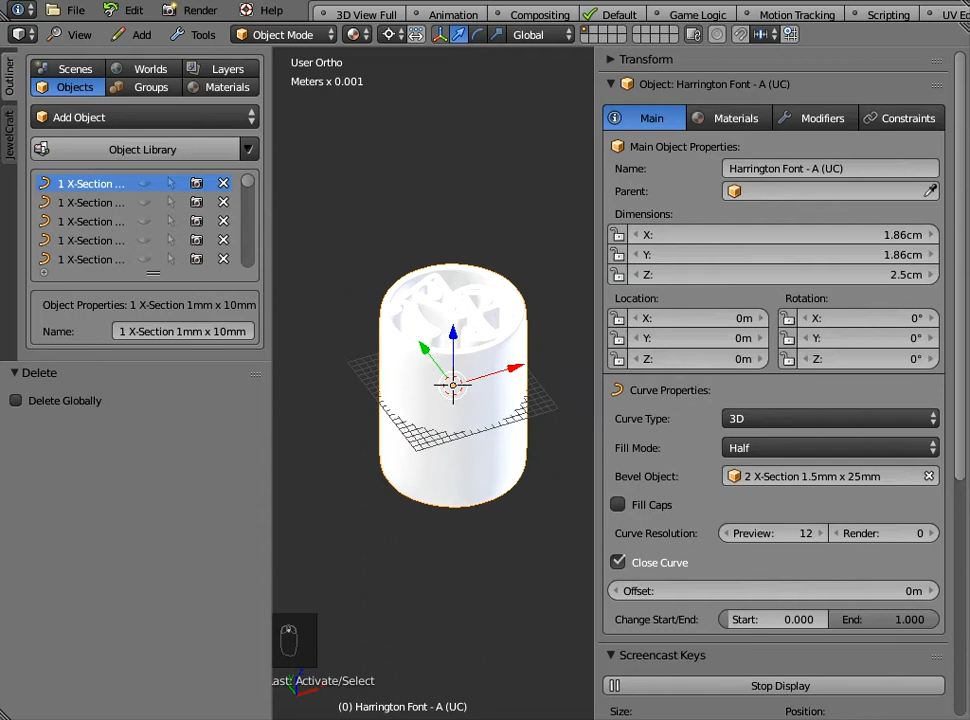 File Edit Render Help 3D View Full Animation Compositing Default Game Logic Motion Tracking Scripting UV Ec
View Add Tools Object Mode Global
Outliner
JewelCraft
Scenes Worlds Layers
Objects Groups Materials
Add Object
Object Library
1 X-Section ...
1 X-Section ...
1 X-Section ...
1 X-Section ...
1 X-Section ...
Object Properties: 1 X-Section 1mm x 10mm
Name: 1 X-Section 1mm x 10mm
Delete
Delete Globally
User Ortho
Meters x 0.001
ast: Activate/Select
(0) Harrington Font - A (UC)
Transform
Object: Harrington Font - A (UC)
Main Materials Modifiers Constraints
Main Object Properties:
Name: Harrington Font - A (UC)
Parent:
Dimensions:
X: 1.86cm
Y: 1.86cm
Z: 2.5cm
Location: Rotation:
X: 0m X: 0°
Y: 0m Y: 0°
Z: 0m Z: 0°
Curve Properties:
Curve Type: 3D
Fill Mode: Half
Bevel Object: 2 X-Section 1.5mm x 25mm
Fill Caps
Curve Resolution: Preview: 12 Render: 0
Close Curve
Offset: 0m
Change Start/End: Start: 0.000 End: 1.000
Screencast Keys
Stop Display
Size: Position: